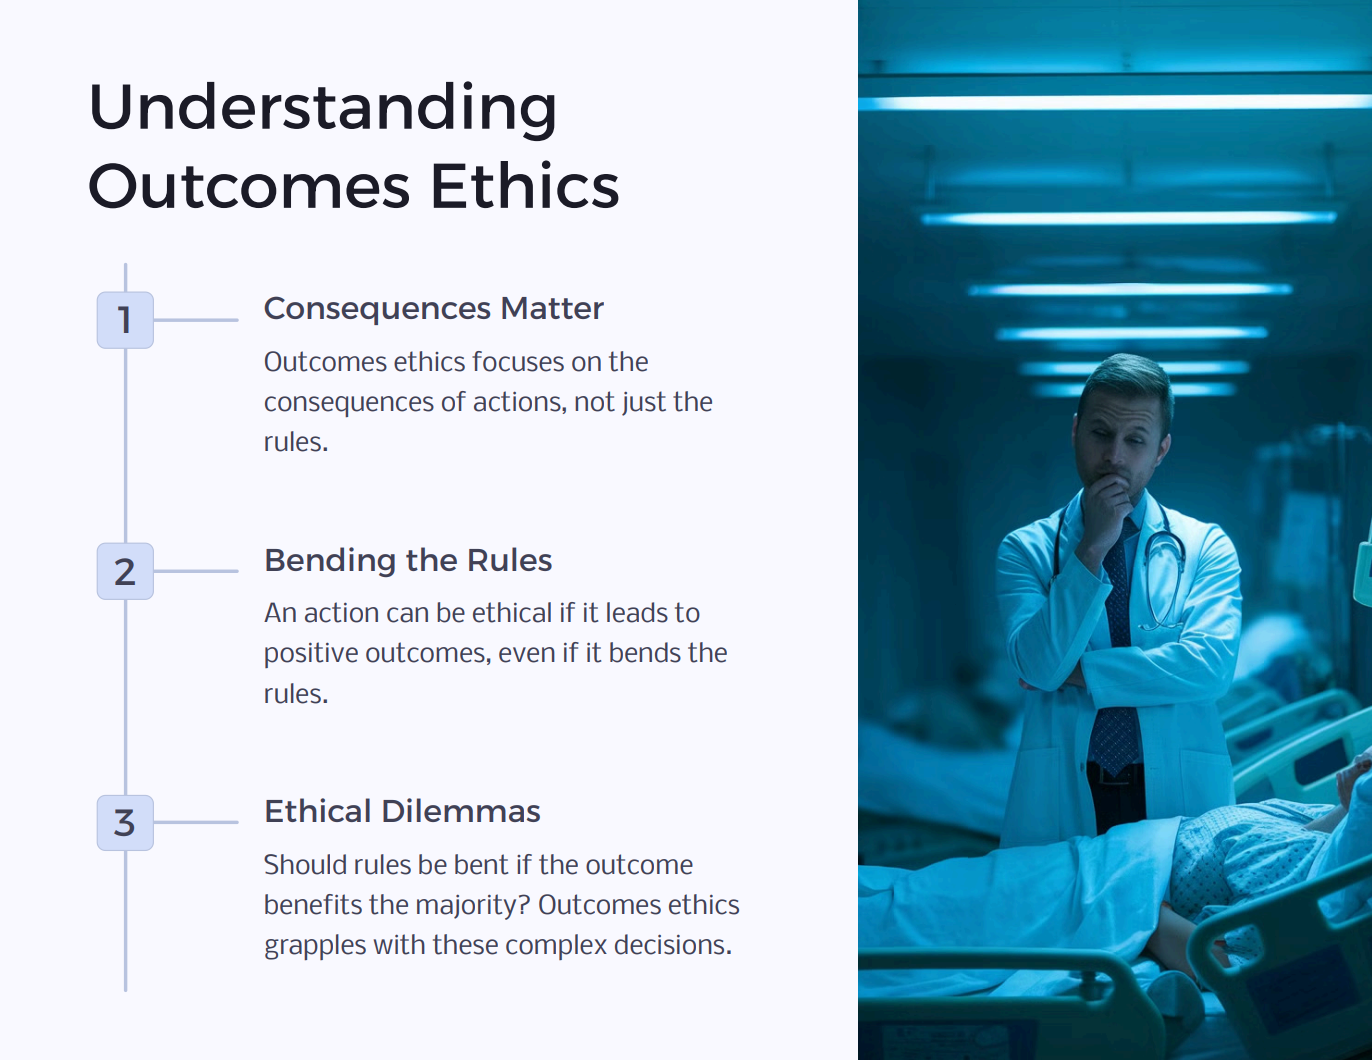 Understanding
Outcomes Ethics
1
Consequences Matter
Outcomes ethics focuses on the
consequences of actions, not just the
rules.
2
Bending the Rules
An action can be ethical if it leads to
positive outcomes, even if it bends the
rules.
3
Ethical Dilemmas
Should rules be bent if the outcome
benefits the majority? Outcomes ethics
grapples with these complex decisions.